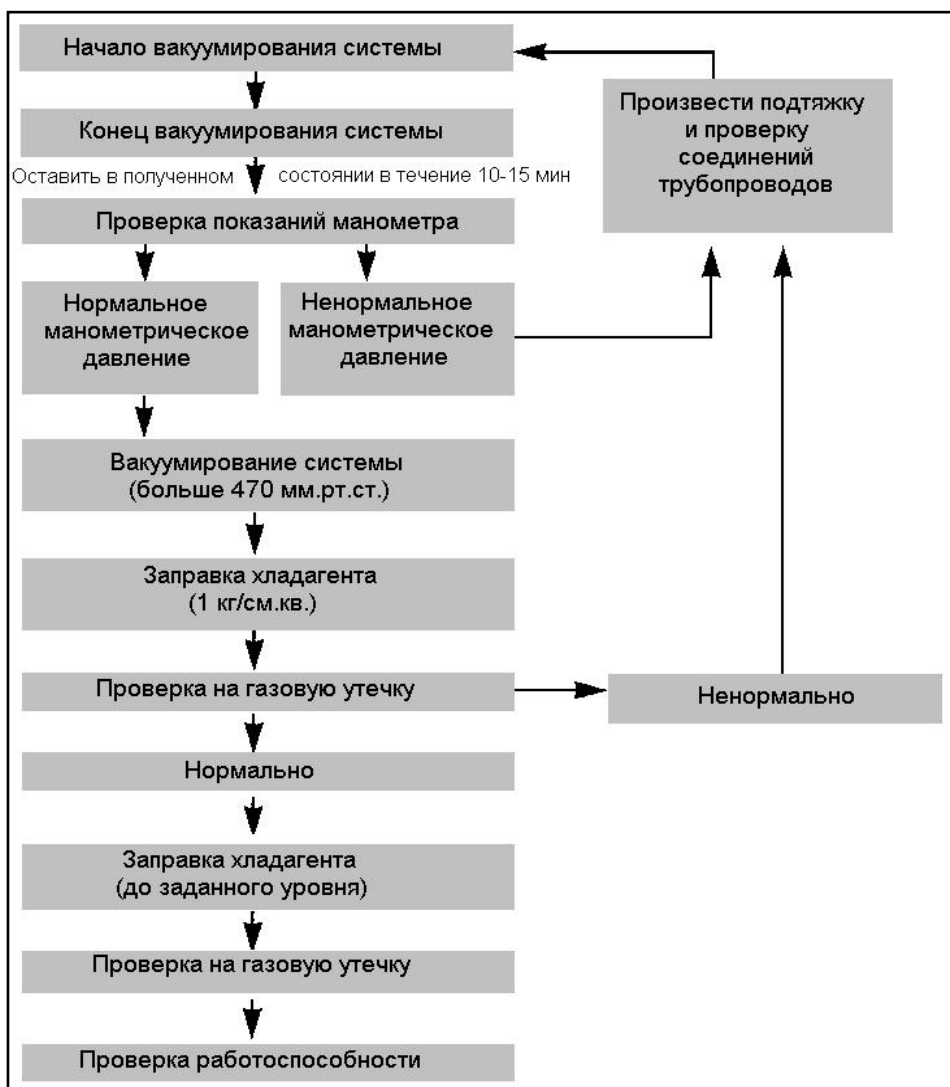 Начало вакуумирования системы
Конец вакуумирования системы
Оставить в полученном состоянии в течение 10-15 мин
Проверка показаний манометра
Нормальное
манометрическое
давление
Ненормальное
манометрическое
давление
Произвести подтяжку
и проверку
соединений
трубопроводов
Вакуумирование системы
(больше 470 мм.рт.ст.)
Заправка хладагента
(1 кг/см.кв.)
Проверка на газовую утечку
Ненормально
Нормально
Заправка хладагента
(до заданного уровня)
Проверка на газовую утечку
Проверка работоспособности